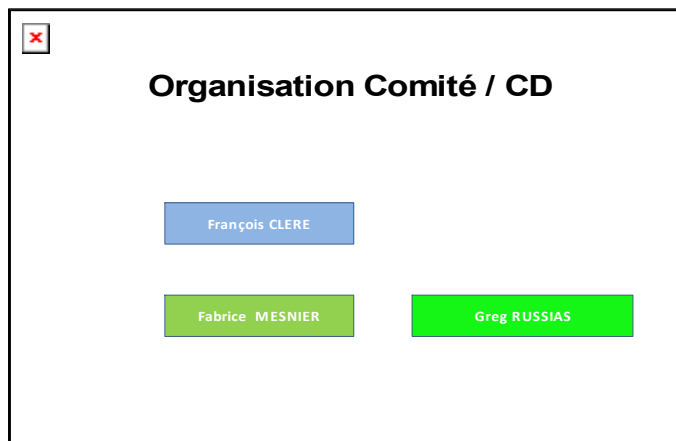 Organisation Comité / CD
François CLERE
Fabrice MESNIER
Greg RUSSIAS